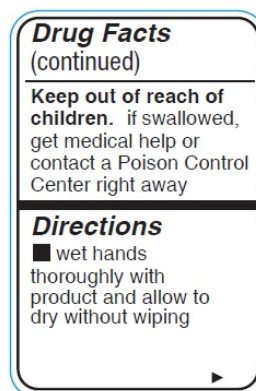 Drug Facts
(continued)
Keep out of reach of
children. if swallowed,
get medical help or
contact a Poison Control
Center right away
Directions
■ wet hands
thoroughly with
product and allow to
dry without wiping